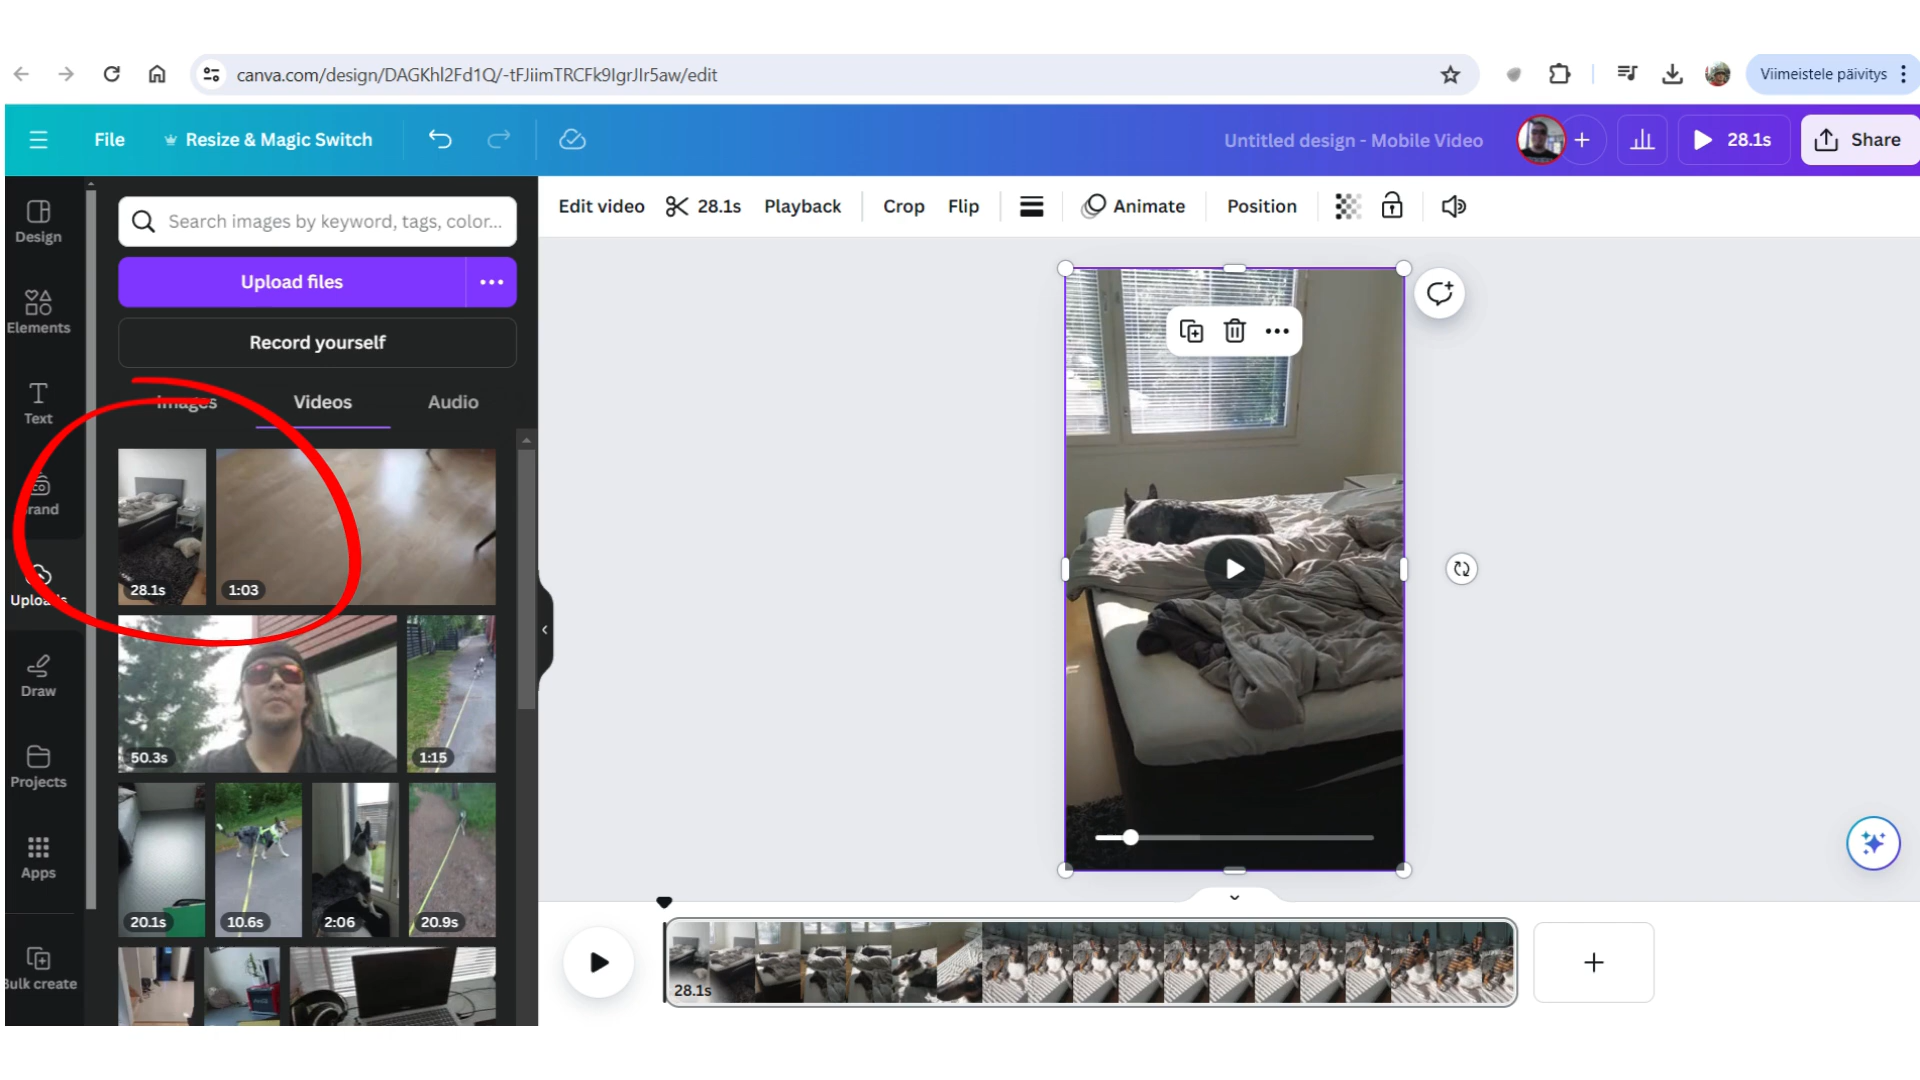 canva.com/design/DAGKhl2Fd1Q/-tFJiimTRCFk9IgrJIr5aw/edit
Viimeistele päivitys
File
Resize & Magic Switch
Untitled design - Mobile Video
28.1s
Share
Design
Elements
Text
rand
Uploads
Draw
Projects
Apps
Bulk create
Search images by keyword, tags, color...
Upload files
Record yourself
Images Videos Audio
28.1s
1:03
50.3s
1:15
20.1s
10.6s
2:06
20.9s
Edit video
28.1s
Playback
Crop
Flip
Animate
Position
28.1s